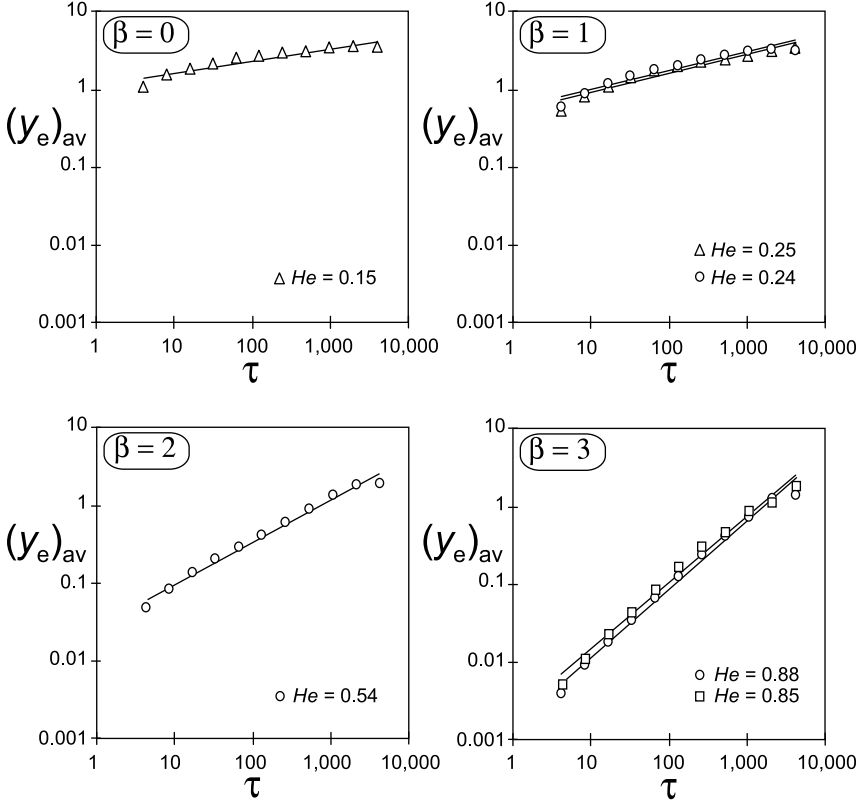 β = 0
10
1
(ye)av
0.1
0.01
0.001
He = 0.15
1 10 100 1,000 10,000
τ
β = 1
10
1
(ye)av
0.1
0.01
0.001
He = 0.25
He = 0.24
1 10 100 1,000 10,000
τ
β = 2
10
1
(ye)av
0.1
0.01
0.001
He = 0.54
1 10 100 1,000 10,000
τ
β = 3
10
1
(ye)av
0.1
0.01
0.001
He = 0.88
He = 0.85
1 10 100 1,000 10,000
τ